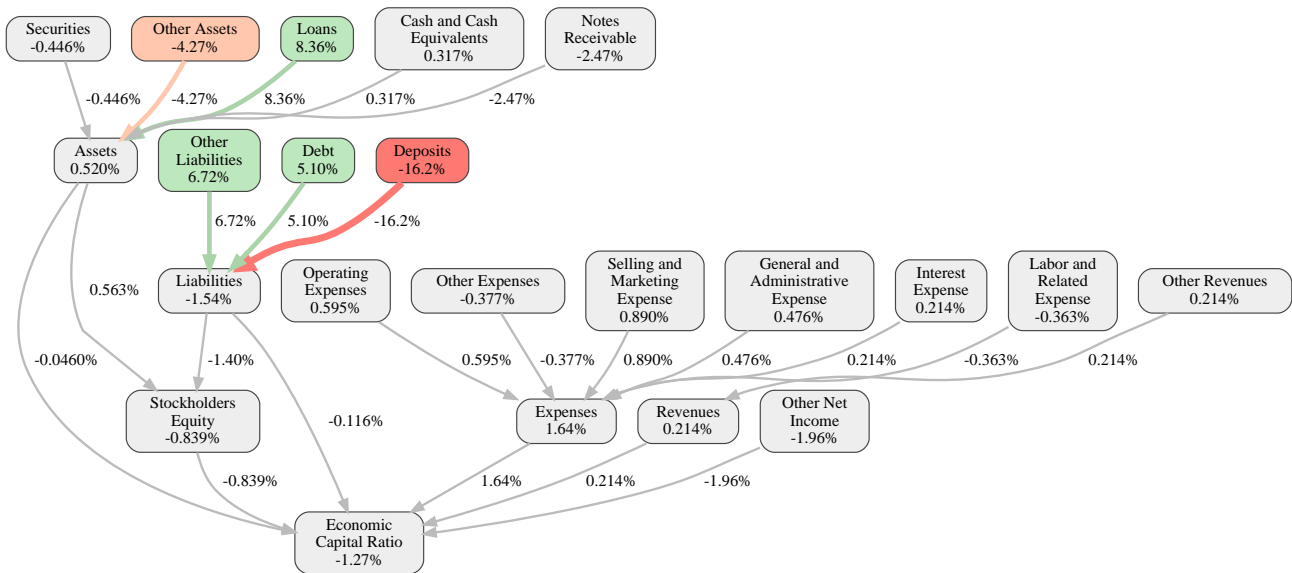 Securities
-0.446%
Other Assets
-4.27%
Loans
8.36%
Cash and Cash
Equivalents
0.317%
Notes
Receivable
-2.47%
-0.446%
-4.27%
8.36%
0.317%
-2.47%
Assets
0.520%
Other
Liabilities
6.72%
Debt
5.10%
Deposits
-16.2%
6.72%
5.10%
-16.2%
0.563%
Liabilities
-1.54%
Operating
Expenses
0.595%
Other Expenses
-0.377%
Selling and
Marketing
Expense
0.890%
General and
Administrative
Expense
0.476%
Interest
Expense
0.214%
Labor and
Related
Expense
-0.363%
Other Revenues
0.214%
-0.0460%
-1.40%
0.595%
-0.377%
0.890%
0.476%
0.214%
-0.363%
0.214%
Stockholders
Equity
-0.839%
-0.116%
Expenses
1.64%
Revenues
0.214%
Other Net
Income
-1.96%
-0.839%
1.64%
0.214%
-1.96%
Economic
Capital Ratio
-1.27%